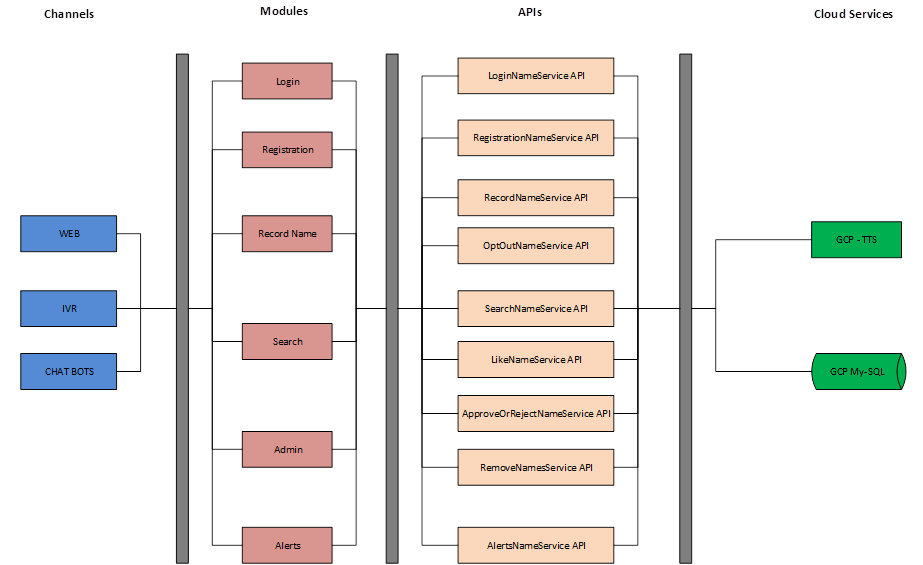 Channels
Modules
APIs
Cloud Services
WEB
IVR
CHAT BOTS
Login
Registration
Record Name
Search
Admin
Alerts
LoginNameService API
RegistrationNameService API
RecordNameService API
OptOutNameService API
SearchNameService API
LikeNameService API
ApproveOrRejectNameService API
RemoveNamesService API
AlertsNameService API
GCP - TTS
GCP My-SQL